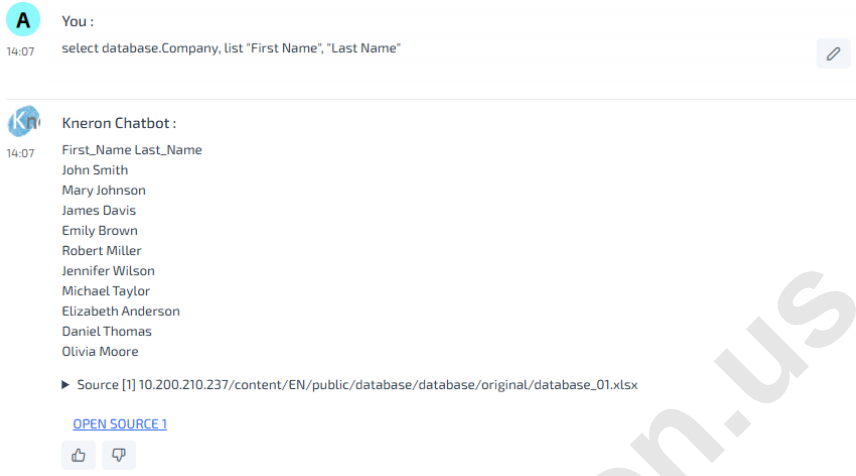 A
You :
14:07
select database.Company, list "First Name", "Last Name"
Kn
Kneron Chatbot :
14:07
First_Name Last_Name
John Smith
Mary Johnson
James Davis
Emily Brown
Robert Miller
Jennifer Wilson
Michael Taylor
Elizabeth Anderson
Daniel Thomas
Olivia Moore
▶ Source [1] 10.200.210.237/content/EN/public/database/database/original/database_01.xlsx
OPEN SOURCE 1
n.us